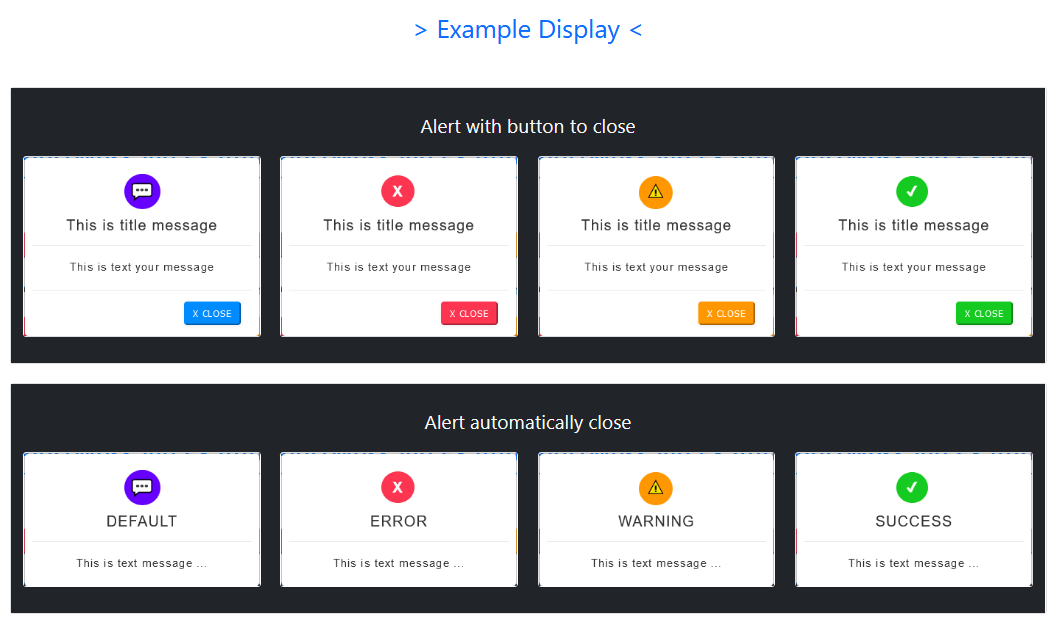 > Example Display <
Alert with button to close
This is title message
This is text your message
X CLOSE
X
This is title message
This is text your message
X CLOSE
This is title message
This is text your message
X CLOSE
This is title message
This is text your message
X CLOSE
Alert automatically close
DEFAULT
This is text message ...
X
ERROR
This is text message ...
WARNING
This is text message ...
SUCCESS
This is text message ...